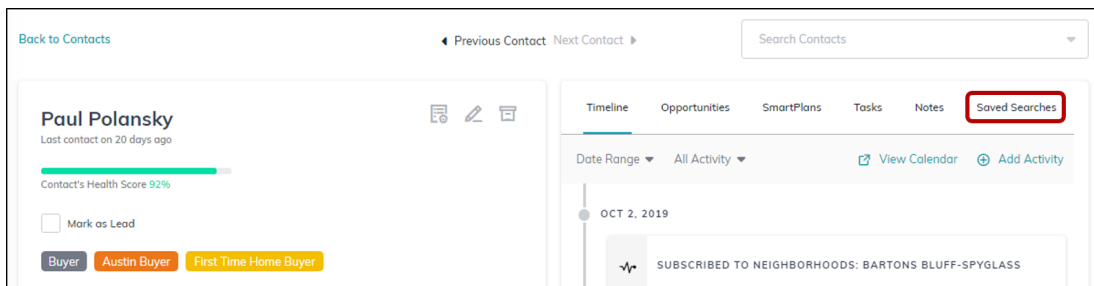 Back to Contacts
Previous Contact Next Contact
Search Contacts
Paul Polansky
Last contact on 20 days ago
Contact's Health Score 92%
Mark as Lead
Buyer Austin Buyer First Time Home Buyer
Timeline Opportunities SmartPlans Tasks Notes Saved Searches
Date Range All Activity View Calendar Add Activity
OCT 2, 2019
SUBSCRIBED TO NEIGHBORHOODS: BARTONS BLUFF-SPYGLASS